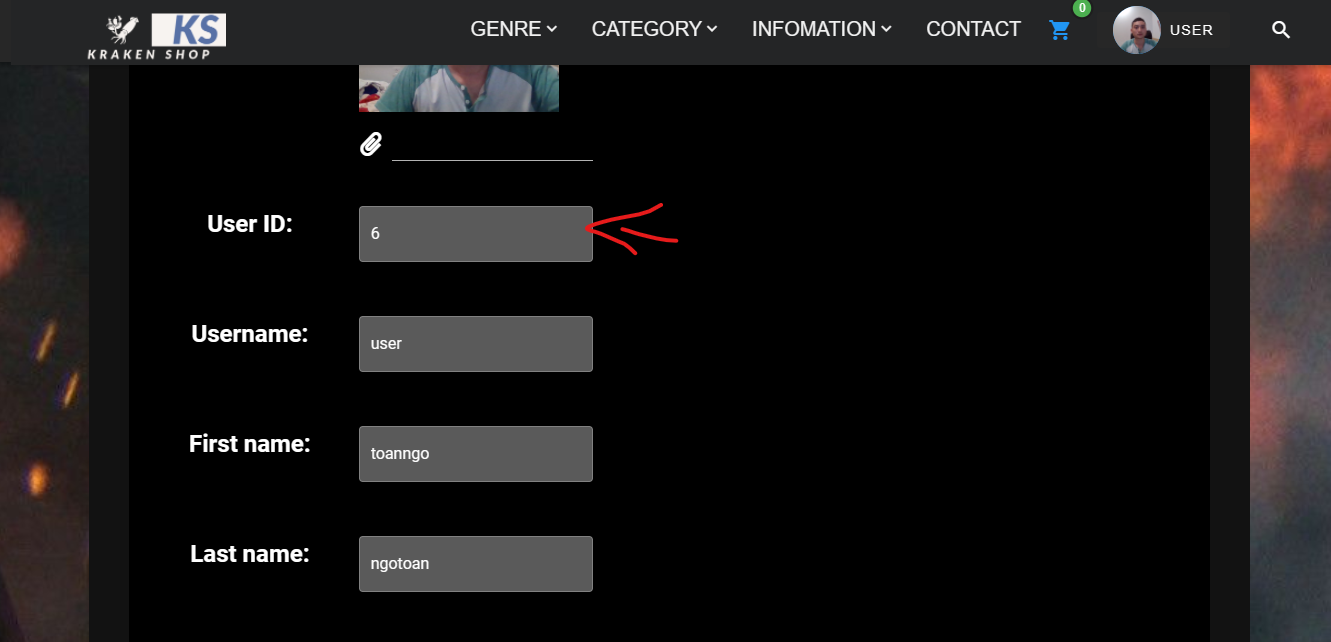 KS
KRAKEN SHOP
GENRE
CATEGORY
INFOMATION
CONTACT
0
USER
User ID:
6
Username:
user
First name:
toanngo
Last name:
ngotoan